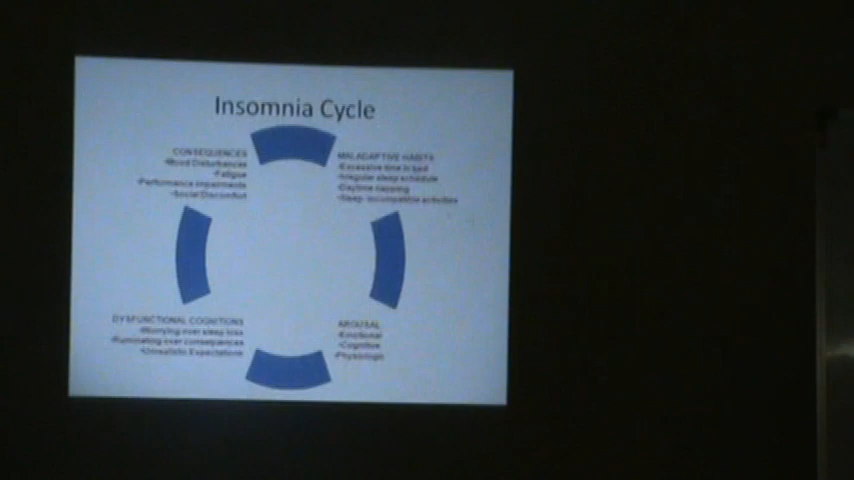 Insomnia Cycle
CONSEQUENCES
•Mood Disturbances
•Fatigue
•Performance impairments
•Social Discomfort
MALADAPTIVE HABITS
•Excessive time in bed
•Irregular sleep schedule
•Daytime napping
•Sleep-incompatible activities
DYSFUNCTIONAL COGNITIONS
•Worrying over sleep loss
•Ruminating over consequences
•Unrealistic Expectations
AROUSAL
•Emotional
•Cognitive
•Physiologic